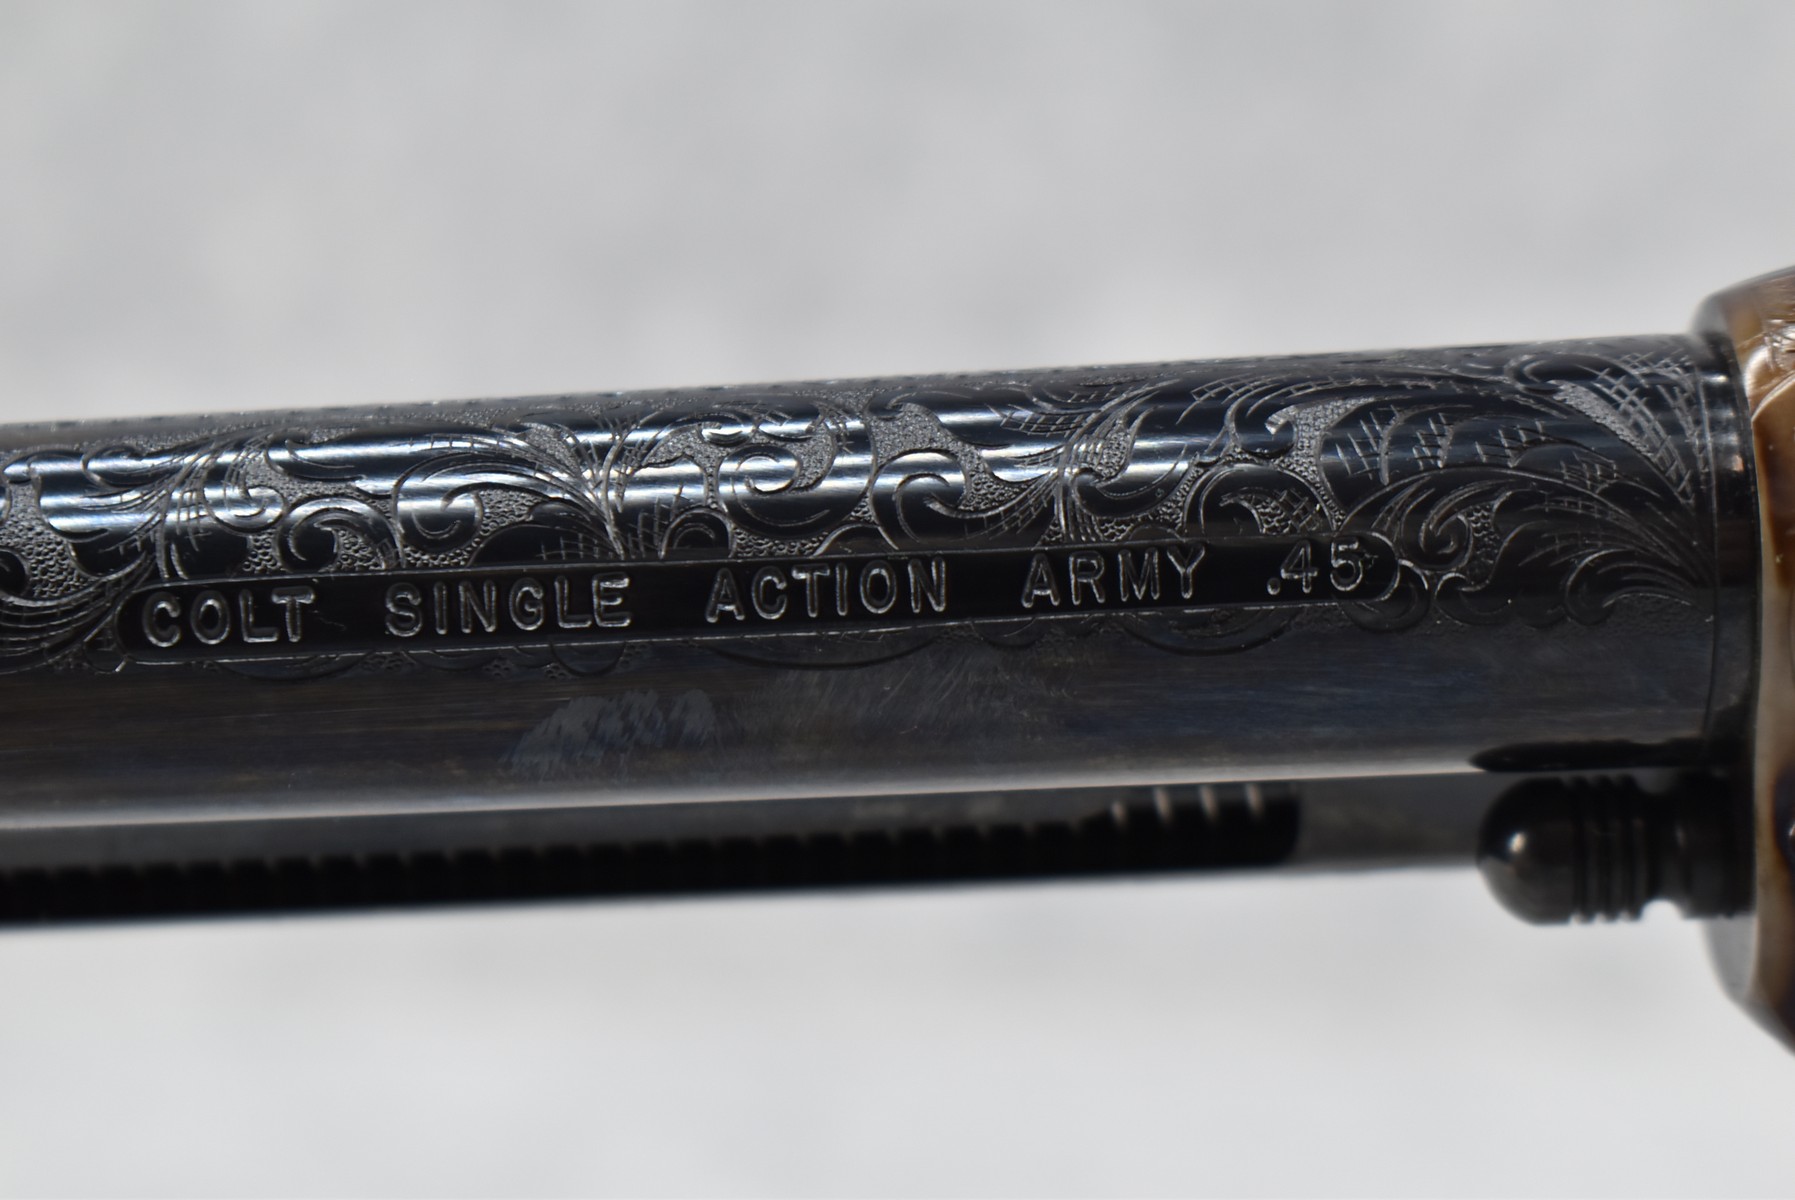 COLT SINGLE ACTION ARMY .45